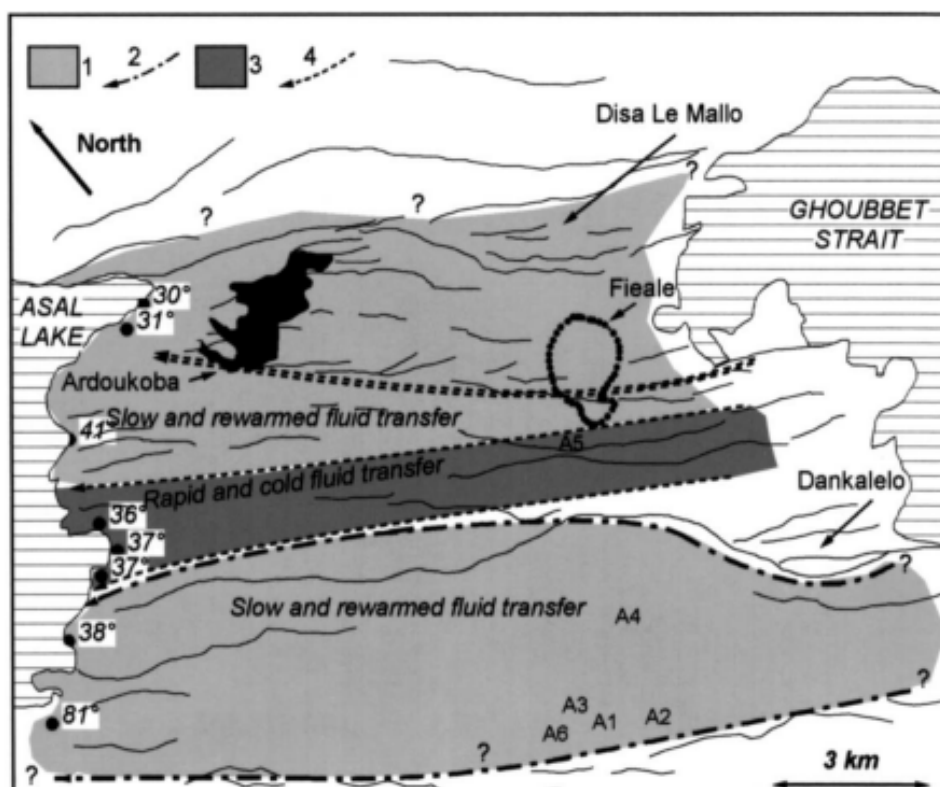 1 2 3 4
North
Disa Le Mallo
?
?
?
GHOUBBET
STRAIT
Fieale
ASAL
LAKE
30°
31°
Ardoukoba
Slow and rewarmed fluid transfer
41°
A5
Rapid and cold fluid transfer
Dankalelo
36°
37°
37°
?
Slow and rewarmed fluid transfer
A4
38°
?
81°
A3
A6 A1 A2
?
?
3 km